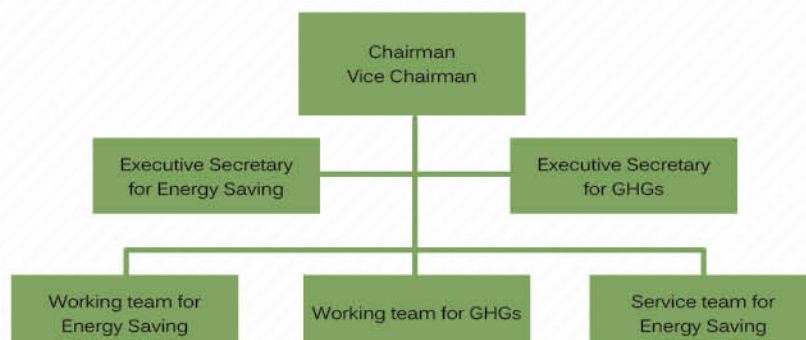 Chairman
Vice Chairman
Executive Secretary
for Energy Saving
Executive Secretary
for GHGs
Working team for
Energy Saving
Working team for GHGs
Service team for
Energy Saving